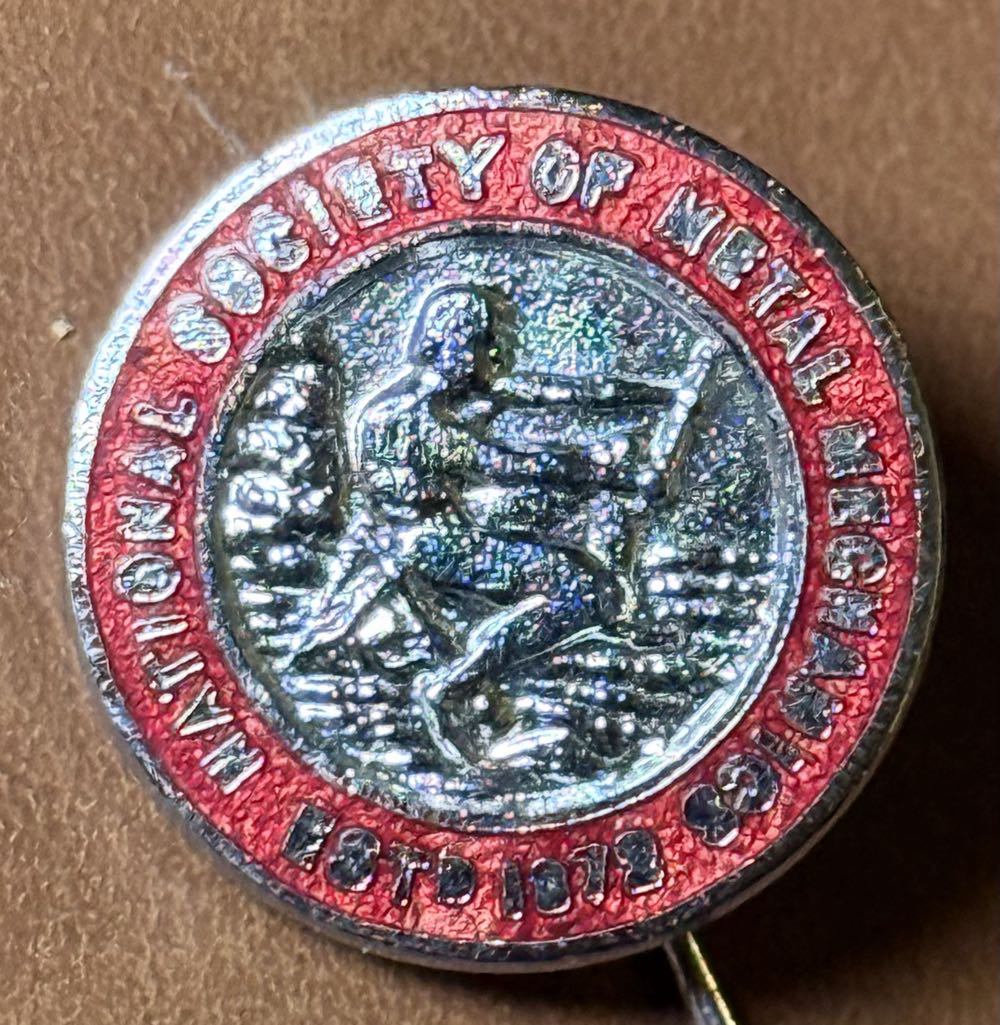 NATIONAL SOCIETY OF METAL MECHANICS
ESTD 1872